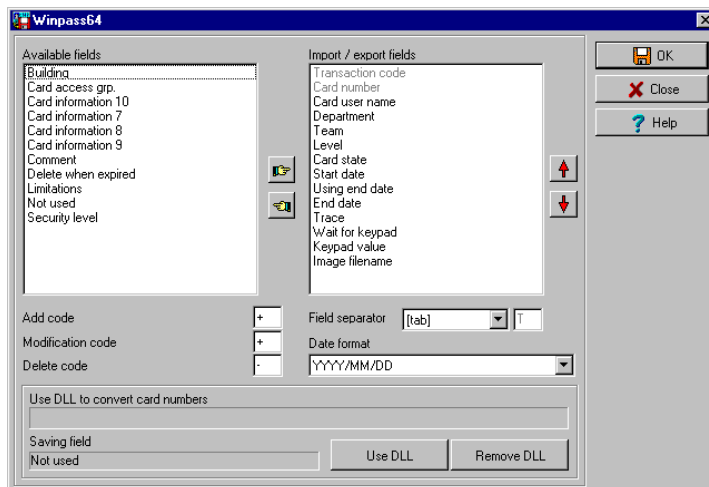 Winpass64
Available fields
Building
Card access grp.
Card information 10
Card information 7
Card information 8
Card information 9
Comment
Delete when expired
Limitations
Not used
Security level
Import / export fields
Transaction code
Card number
Card user name
Department
Team
Level
Card state
Start date
Using end date
End date
Trace
Wait for keypad
Keypad value
Image filename
OK
Close
? Help
Add code +
Modification code +
Delete code -
Field separator [tab] T
Date format
YYYY/MM/DD
Use DLL to convert card numbers
Saving field
Not used
Use DLL
Remove DLL